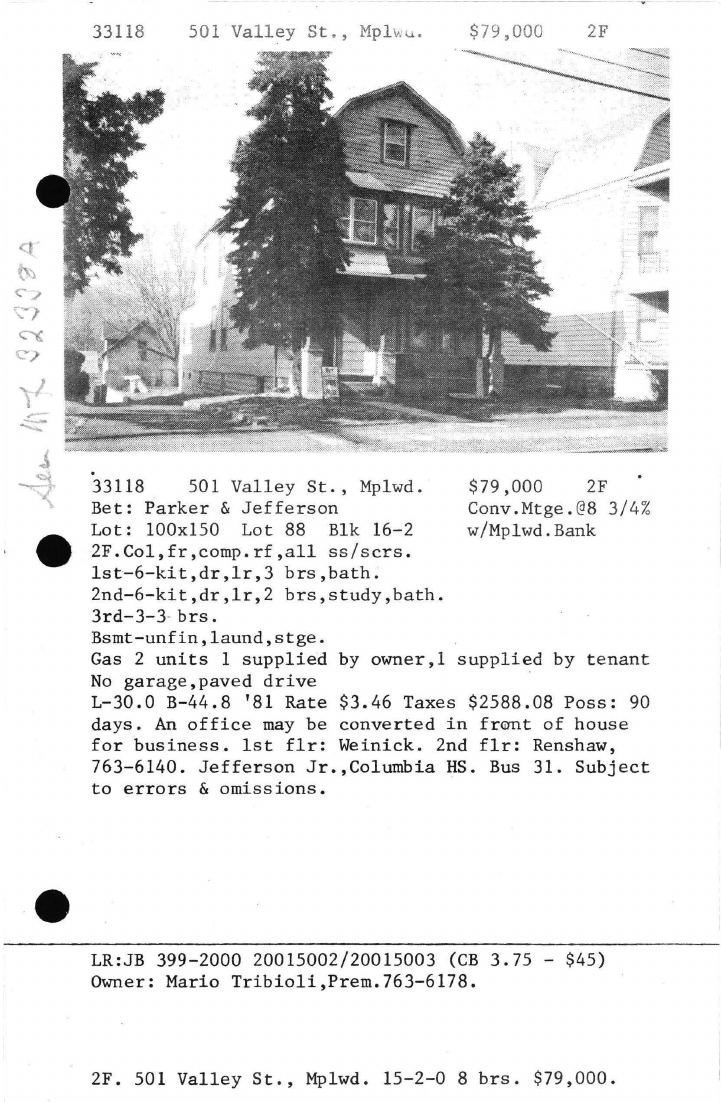 33118 501 Valley St., Mplwd. $79,000 2F
See ML 32338A
33118 501 Valley St., Mplwd. $79,000 2F
Bet: Parker & Jefferson Conv.Mtge.@8 3/4%
Lot: 100x150 Lot 88 Blk 16-2 w/Mplwd.Bank
2F.Col,fr,comp.rf,all ss/scrs.
1st-6-kit,dr,lr,3 brs,bath.
2nd-6-kit,dr,lr,2 brs,study,bath.
3rd-3-3 brs.
Bsmt-unfin,laund,stge.
Gas 2 units 1 supplied by owner,1 supplied by tenant
No garage,paved drive
L-30.0 B-44.8 '81 Rate $3.46 Taxes $2588.08 Poss: 90
days. An office may be converted in front of house
for business. 1st flr: Weinick. 2nd flr: Renshaw,
763-6140. Jefferson Jr.,Columbia HS. Bus 31. Subject
to errors & omissions.
LR:JB 399-2000 20015002/20015003 (CB 3.75 - $45)
Owner: Mario Tribioli,Prem.763-6178.
2F. 501 Valley St., Mplwd. 15-2-0 8 brs. $79,000.